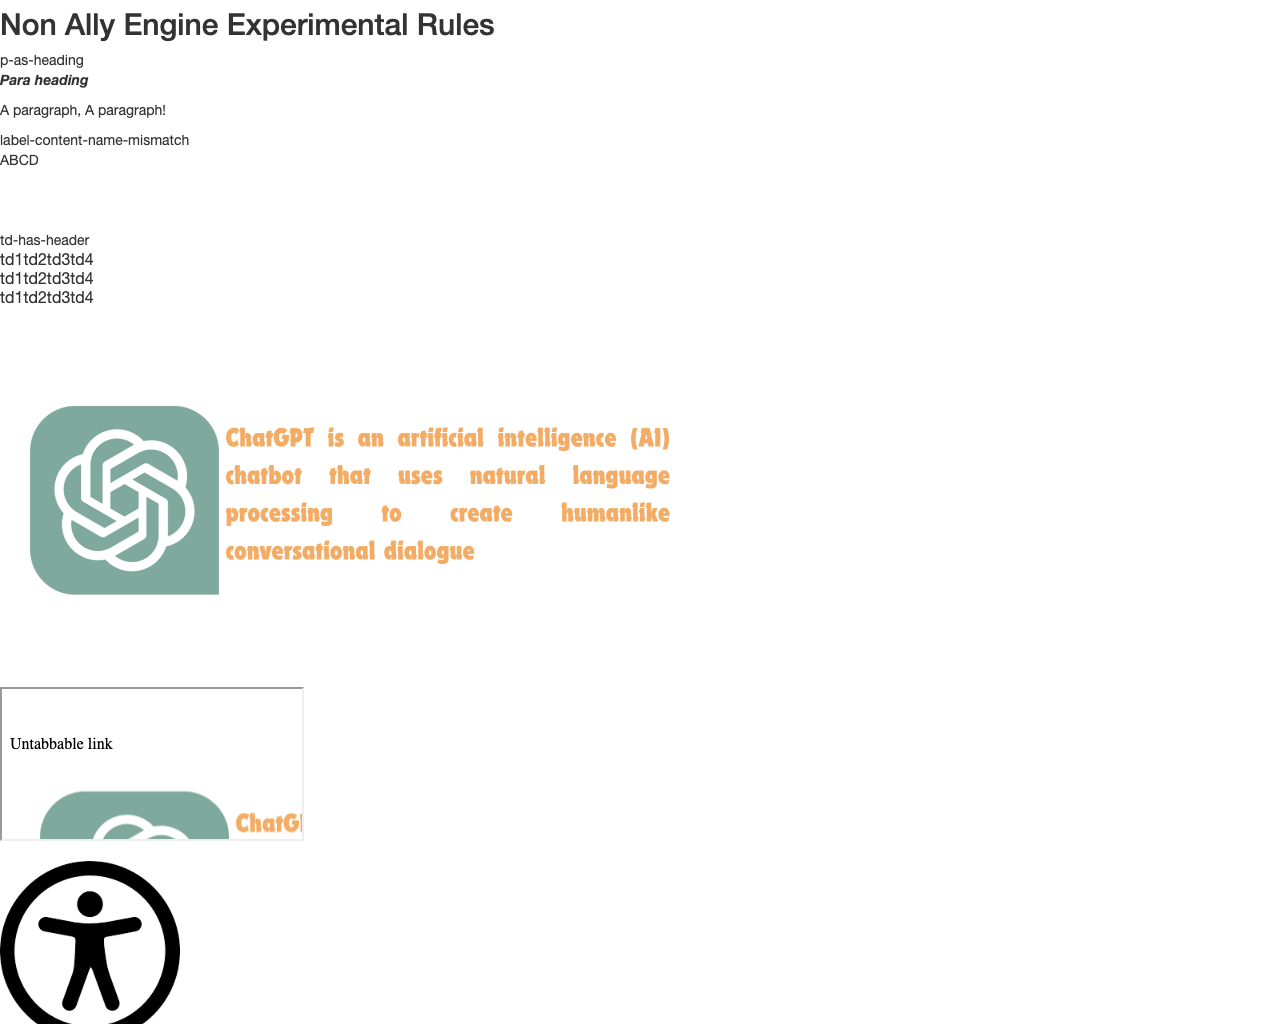 Non Ally Engine Experimental Rules
p-as-heading
Para heading
A paragraph, A paragraph!
label-content-name-mismatch
ABCD
td-has-header
td1td2td3td4
td1td2td3td4
td1td2td3td4
ChatGPT is an artificial intelligence (AI)
chatbot that uses natural language
processing to create humanlike
conversational dialogue
Untabbable link